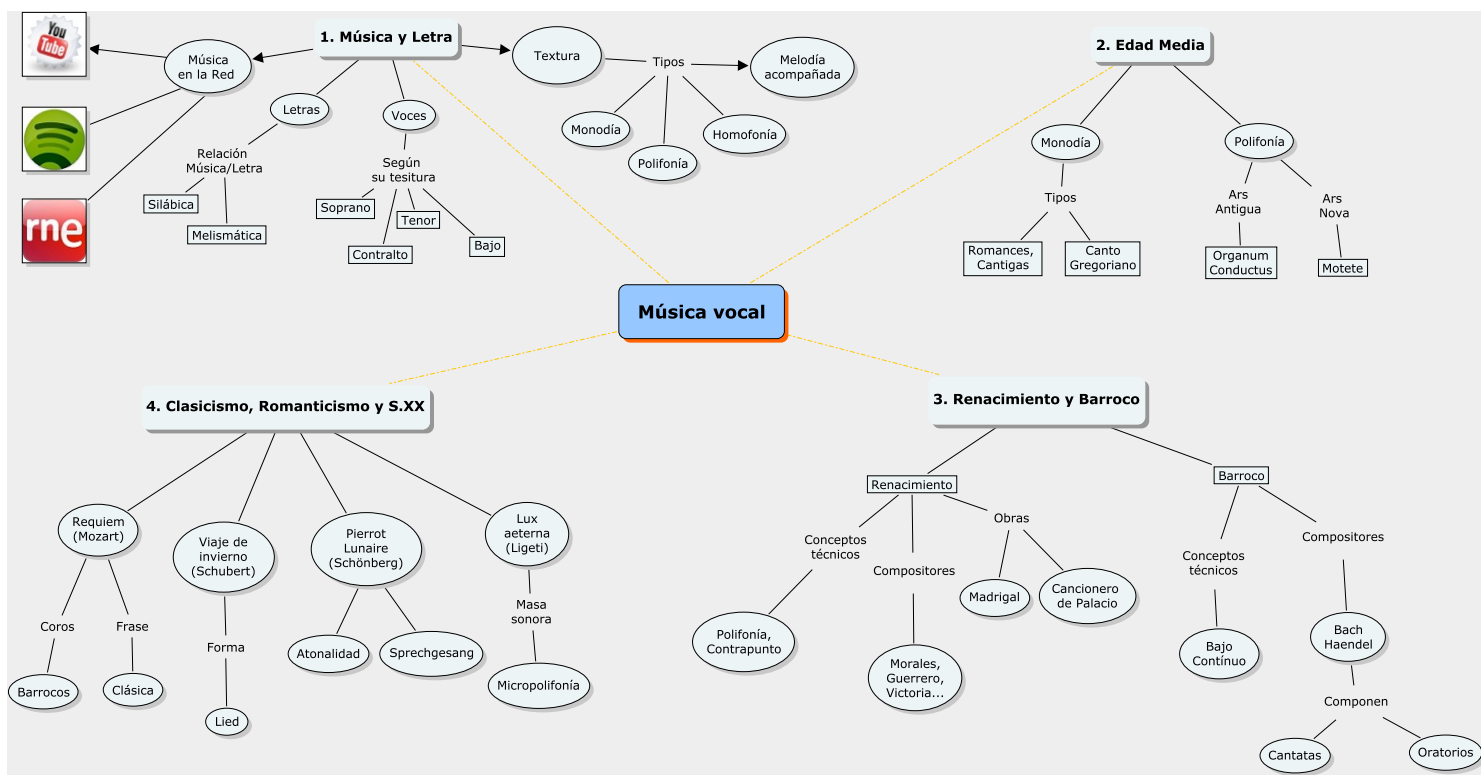 You
Tube
rne
1. Música y Letra
Música
en la Red
Textura
Tipos
Melodía
acompañada
Monodía
Polifonía
Homofonía
Letras
Voces
Relación
Música/Letra
Silábica
Melismática
Según
su tesitura
Soprano
Contralto
Tenor
Bajo
2. Edad Media
Monodía
Polifonía
Tipos
Romances,
Cantigas
Canto
Gregoriano
Ars
Antigua
Organum
Conductus
Ars
Nova
Motete
Música vocal
4. Clasicismo, Romanticismo y S.XX
Requiem
(Mozart)
Coros
Barrocos
Frase
Clásica
Viaje de
invierno
(Schubert)
Forma
Lied
Pierrot
Lunaire
(Schönberg)
Atonalidad
Sprechgesang
Lux
aeterna
(Ligeti)
Masa
sonora
Micropolifonía
3. Renacimiento y Barroco
Renacimiento
Conceptos
técnicos
Polifonía,
Contrapunto
Compositores
Morales,
Guerrero,
Victoria...
Obras
Madrigal
Cancionero
de Palacio
Barroco
Conceptos
técnicos
Bajo
Contínuo
Compositores
Bach
Haendel
Componen
Cantatas
Oratorios